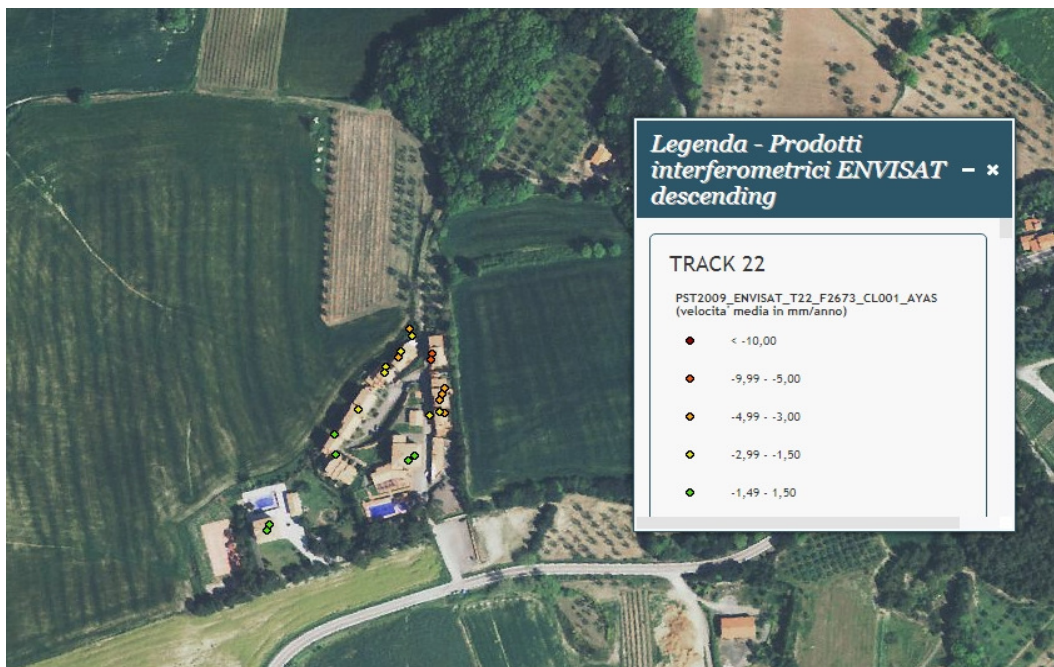 Legenda - Prodotti
interferometrici ENVISAT
descending
TRACK 22
PST2009_ENVISAT_T22_F2673_CL001_AYAS
(velocita' media in mm/anno)
< -10,00
-9,99 - -5,00
-4,99 - -3,00
-2,99 - -1,50
-1,49 - 1,50